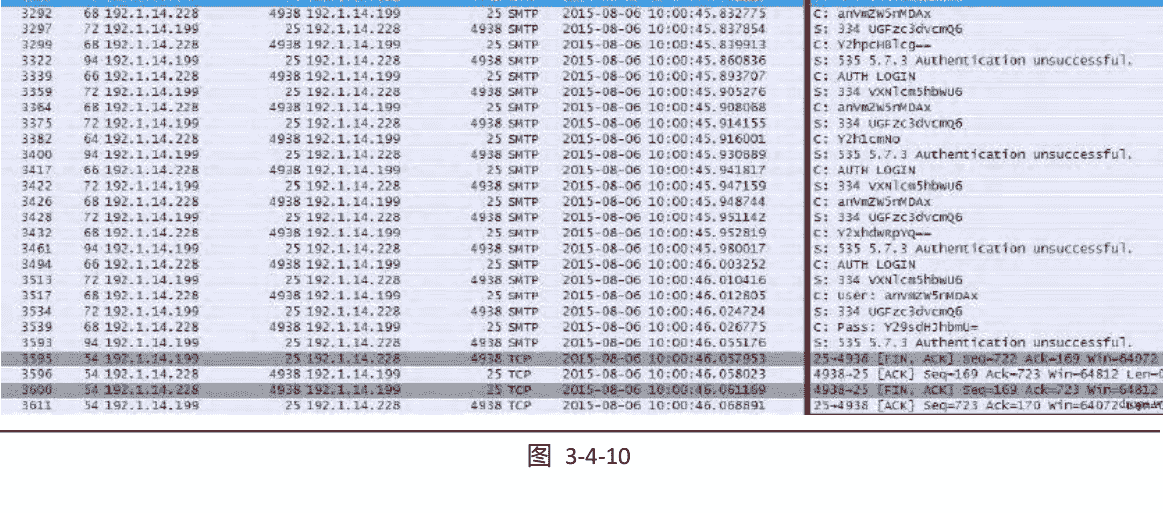 3292 68 192.1.14.228 4938 192.1.14.199 25 SMTP 2015-08-06 10:00:45.832775 C: anVmZW5nMDAx
3297 72 192.1.14.199 25 192.1.14.228 4938 SMTP 2015-08-06 10:00:45.837854 S: 334 UGFzc3dvcmQ6
3299 68 192.1.14.228 4938 192.1.14.199 25 SMTP 2015-08-06 10:00:45.839913 C: Y2hpcHBlcg==
3322 94 192.1.14.199 25 192.1.14.228 4938 SMTP 2015-08-06 10:00:45.860836 S: 535 5.7.3 Authentication unsuccessful.
3339 66 192.1.14.228 4938 192.1.14.199 25 SMTP 2015-08-06 10:00:45.893707 C: AUTH LOGIN
3359 72 192.1.14.199 25 192.1.14.228 4938 SMTP 2015-08-06 10:00:45.905276 S: 334 VXNlcm5hbWU6
3364 68 192.1.14.228 4938 192.1.14.199 25 SMTP 2015-08-06 10:00:45.908068 C: anVmZW5nMDAx
3375 72 192.1.14.199 25 192.1.14.228 4938 SMTP 2015-08-06 10:00:45.914155 S: 334 UGFzc3dvcmQ6
3382 64 192.1.14.228 4938 192.1.14.199 25 SMTP 2015-08-06 10:00:45.916001 C: Y2h1cmNo
3400 94 192.1.14.199 25 192.1.14.228 4938 SMTP 2015-08-06 10:00:45.930689 S: 535 5.7.3 Authentication unsuccessful.
3417 66 192.1.14.228 4938 192.1.14.199 25 SMTP 2015-08-06 10:00:45.941817 C: AUTH LOGIN
3422 72 192.1.14.199 25 192.1.14.228 4938 SMTP 2015-08-06 10:00:45.947159 S: 334 VXNlcm5hbWU6
3426 68 192.1.14.228 4938 192.1.14.199 25 SMTP 2015-08-06 10:00:45.948744 C: anVmZW5nMDAx
3428 72 192.1.14.199 25 192.1.14.228 4938 SMTP 2015-08-06 10:00:45.951142 S: 334 UGFzc3dvcmQ6
3432 68 192.1.14.228 4938 192.1.14.199 25 SMTP 2015-08-06 10:00:45.952819 C: Y2xhdWRpYQ==
3461 94 192.1.14.199 25 192.1.14.228 4938 SMTP 2015-08-06 10:00:45.980017 S: 535 5.7.3 Authentication unsuccessful.
3494 66 192.1.14.228 4938 192.1.14.199 25 SMTP 2015-08-06 10:00:46.003252 C: AUTH LOGIN
3513 72 192.1.14.199 25 192.1.14.228 4938 SMTP 2015-08-06 10:00:46.010416 S: 334 VXNlcm5hbWU6
3517 68 192.1.14.228 4938 192.1.14.199 25 SMTP 2015-08-06 10:00:46.012805 C: User: anVmZW5nMDAx
3534 72 192.1.14.199 25 192.1.14.228 4938 SMTP 2015-08-06 10:00:46.024724 S: 334 UGFzc3dvcmQ6
3539 68 192.1.14.228 4938 192.1.14.199 25 SMTP 2015-08-06 10:00:46.026775 C: Pass: Y29sdHJhbmU=
3593 94 192.1.14.199 25 192.1.14.228 4938 SMTP 2015-08-06 10:00:46.055176 S: 535 5.7.3 Authentication unsuccessful.
3595 54 192.1.14.199 25 192.1.14.228 4938 TCP 2015-08-06 10:00:46.057953 25→4938 [FIN, ACK] Seq=722 Ack=169 Win=64072
3596 54 192.1.14.228 4938 192.1.14.199 25 TCP 2015-08-06 10:00:46.058023 4938→25 [ACK] Seq=169 Ack=723 Win=64812 Len=0
3600 54 192.1.14.228 4938 192.1.14.199 25 TCP 2015-08-06 10:00:46.061169 4938→25 [FIN, ACK] Seq=169 Ack=723 Win=64812
3611 54 192.1.14.199 25 192.1.14.228 4938 TCP 2015-08-06 10:00:46.068891 25→4938 [ACK] Seq=723 Ack=170 Win=64072
图 3-4-10